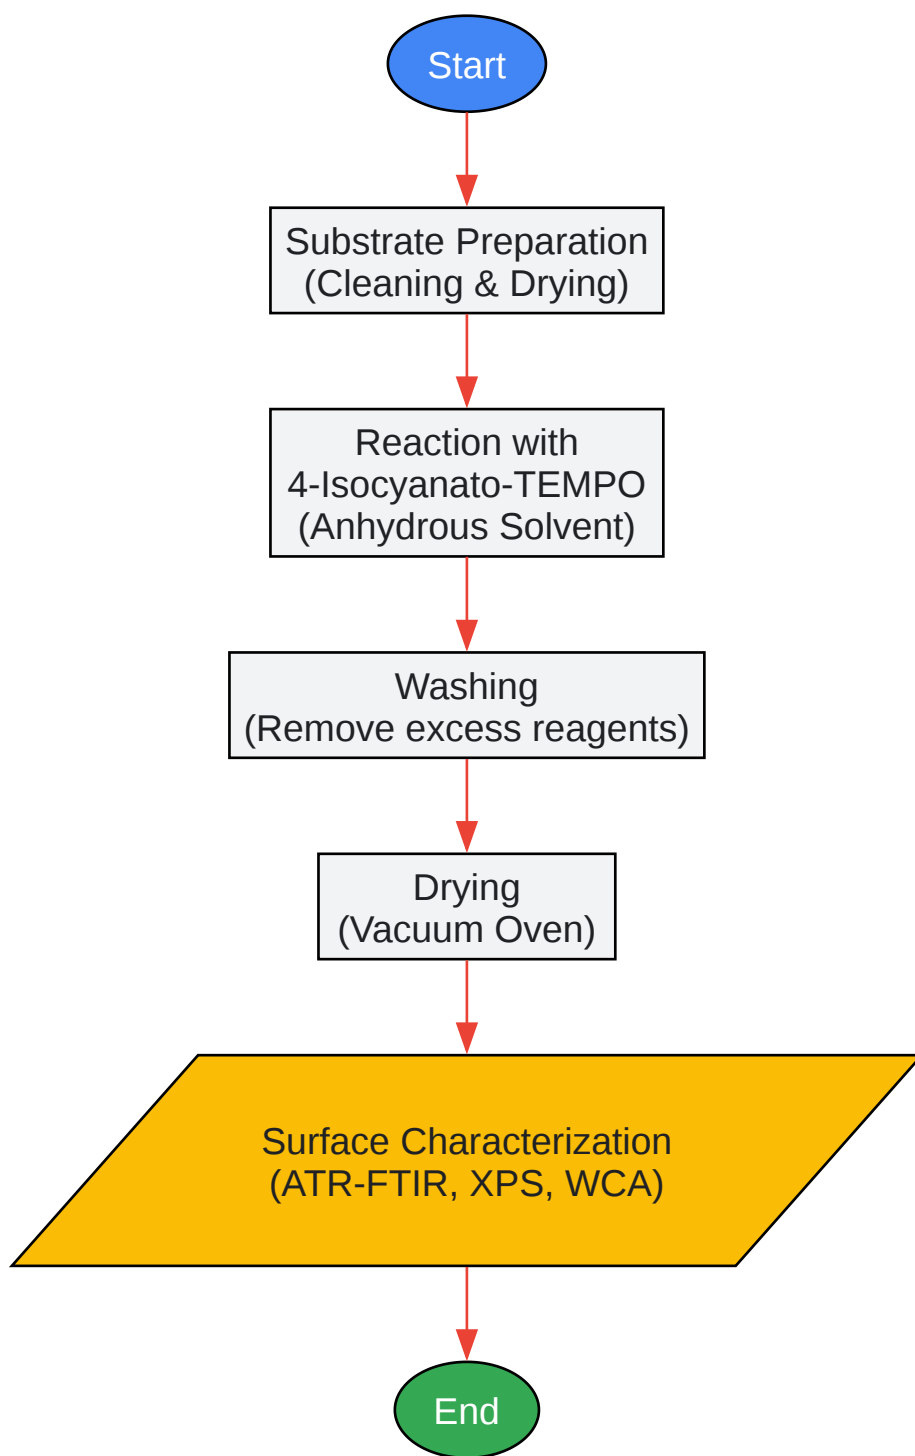 Start
Substrate Preparation
(Cleaning & Drying)
Reaction with
4-Isocyanato-TEMPO
(Anhydrous Solvent)
Washing
(Remove excess reagents)
Drying
(Vacuum Oven)
Surface Characterization
(ATR-FTIR, XPS, WCA)
End